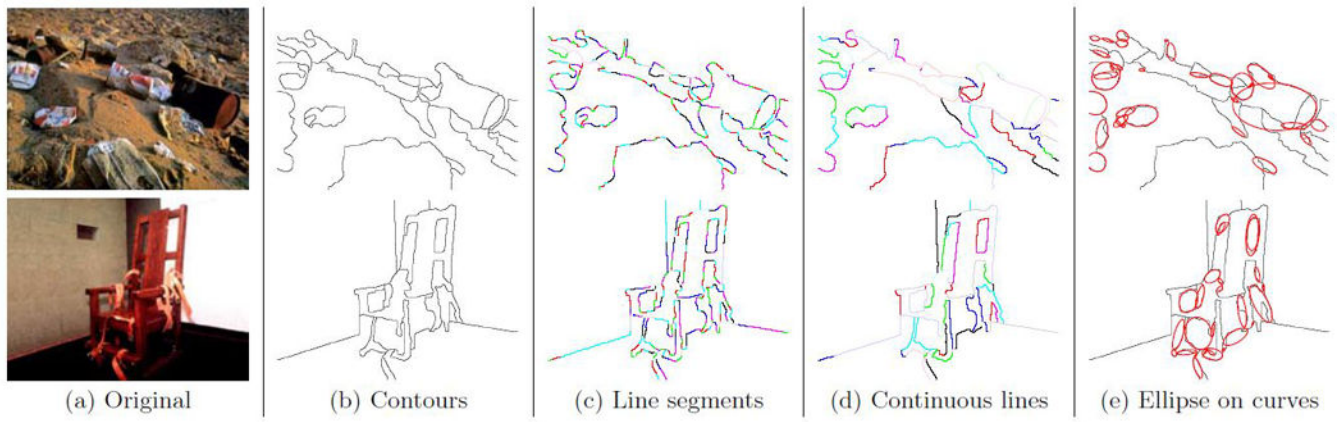 (a) Original
(b) Contours
(c) Line segments
(d) Continuous lines
(e) Ellipse on curves